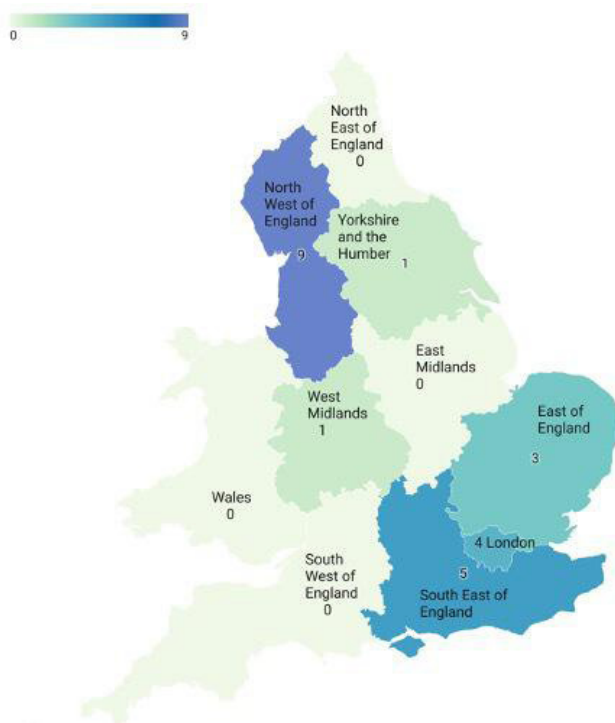 0 9
North
East of
England
0
North
West of
England
9
Yorkshire
and the
Humber
1
East
Midlands
0
West
Midlands
1
East of
England
3
Wales
0
4 London
South
West of
England
0
5
South East of
England